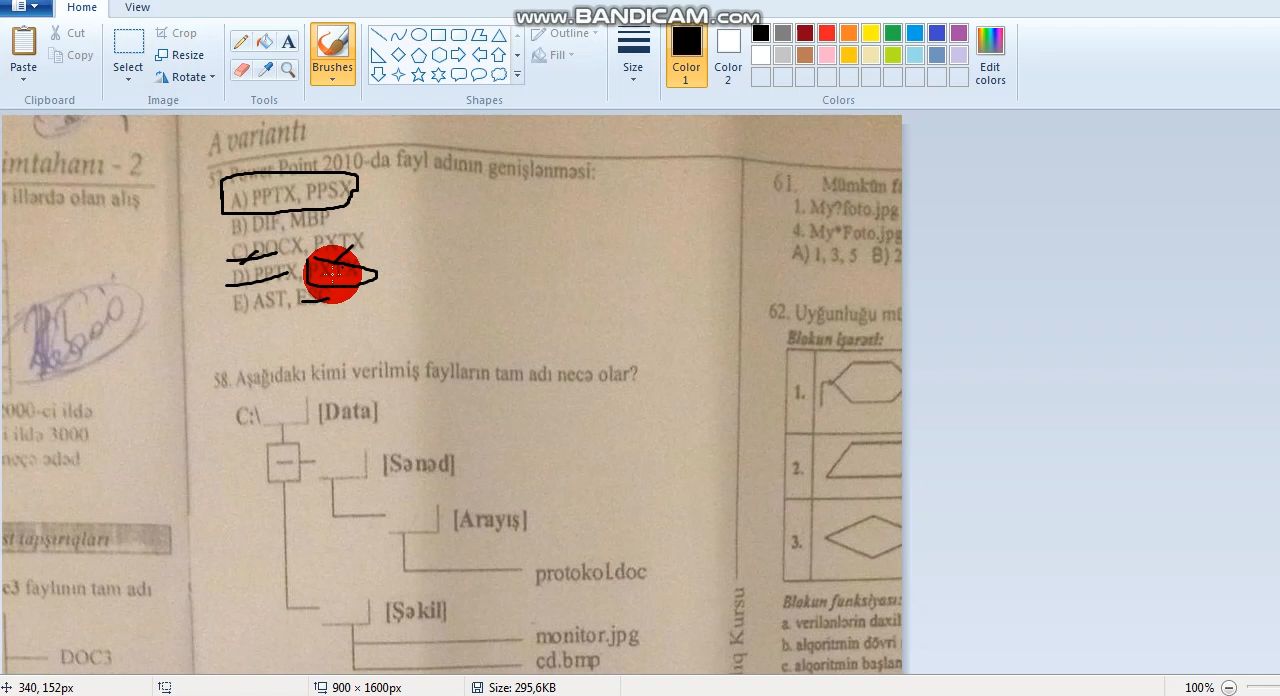 www.BANDICAM.com
Home
View
Paste
Cut
Copy
Clipboard
Select
Crop
Resize
Rotate
Image
Tools
Brushes
Outline
Fill
Shapes
Size
Color 1
Color 2
Edit colors
Colors
imtahanı - 2
illərdə olan alış
2000-ci ildə
i ildə 3000
neçə ədəd
st tapşırıqları
c3 faylının tam adı
DOC3
A variantı
57. Power Point 2010-da fayl adının genişlənməsi:
A) PPTX, PPSX
B) DIF, MBP
C) DOCX, PXTX
D) PPTX,
E) AST,
58. Aşağıdakı kimi verilmiş faylların tam adı necə olar?
C:\ [Data]
[Sənəd]
[Arayış]
protokol.doc
[Şəkil]
monitor.jpg
cd.bmp
Kursu
61. Mümkün fa
1. My?foto.jpg
4. My*Foto.jpg
A) 1, 3, 5 B) 2
62. Uyğunluğu mü
Blokun işarəti:
1.
2.
3.
Blokun funksiyası:
a. verilənlərin daxil
b. alqoritmin dövri
c. alqoritmin başlan
340, 152px
900 × 1600px
Size: 295,6KB
100%